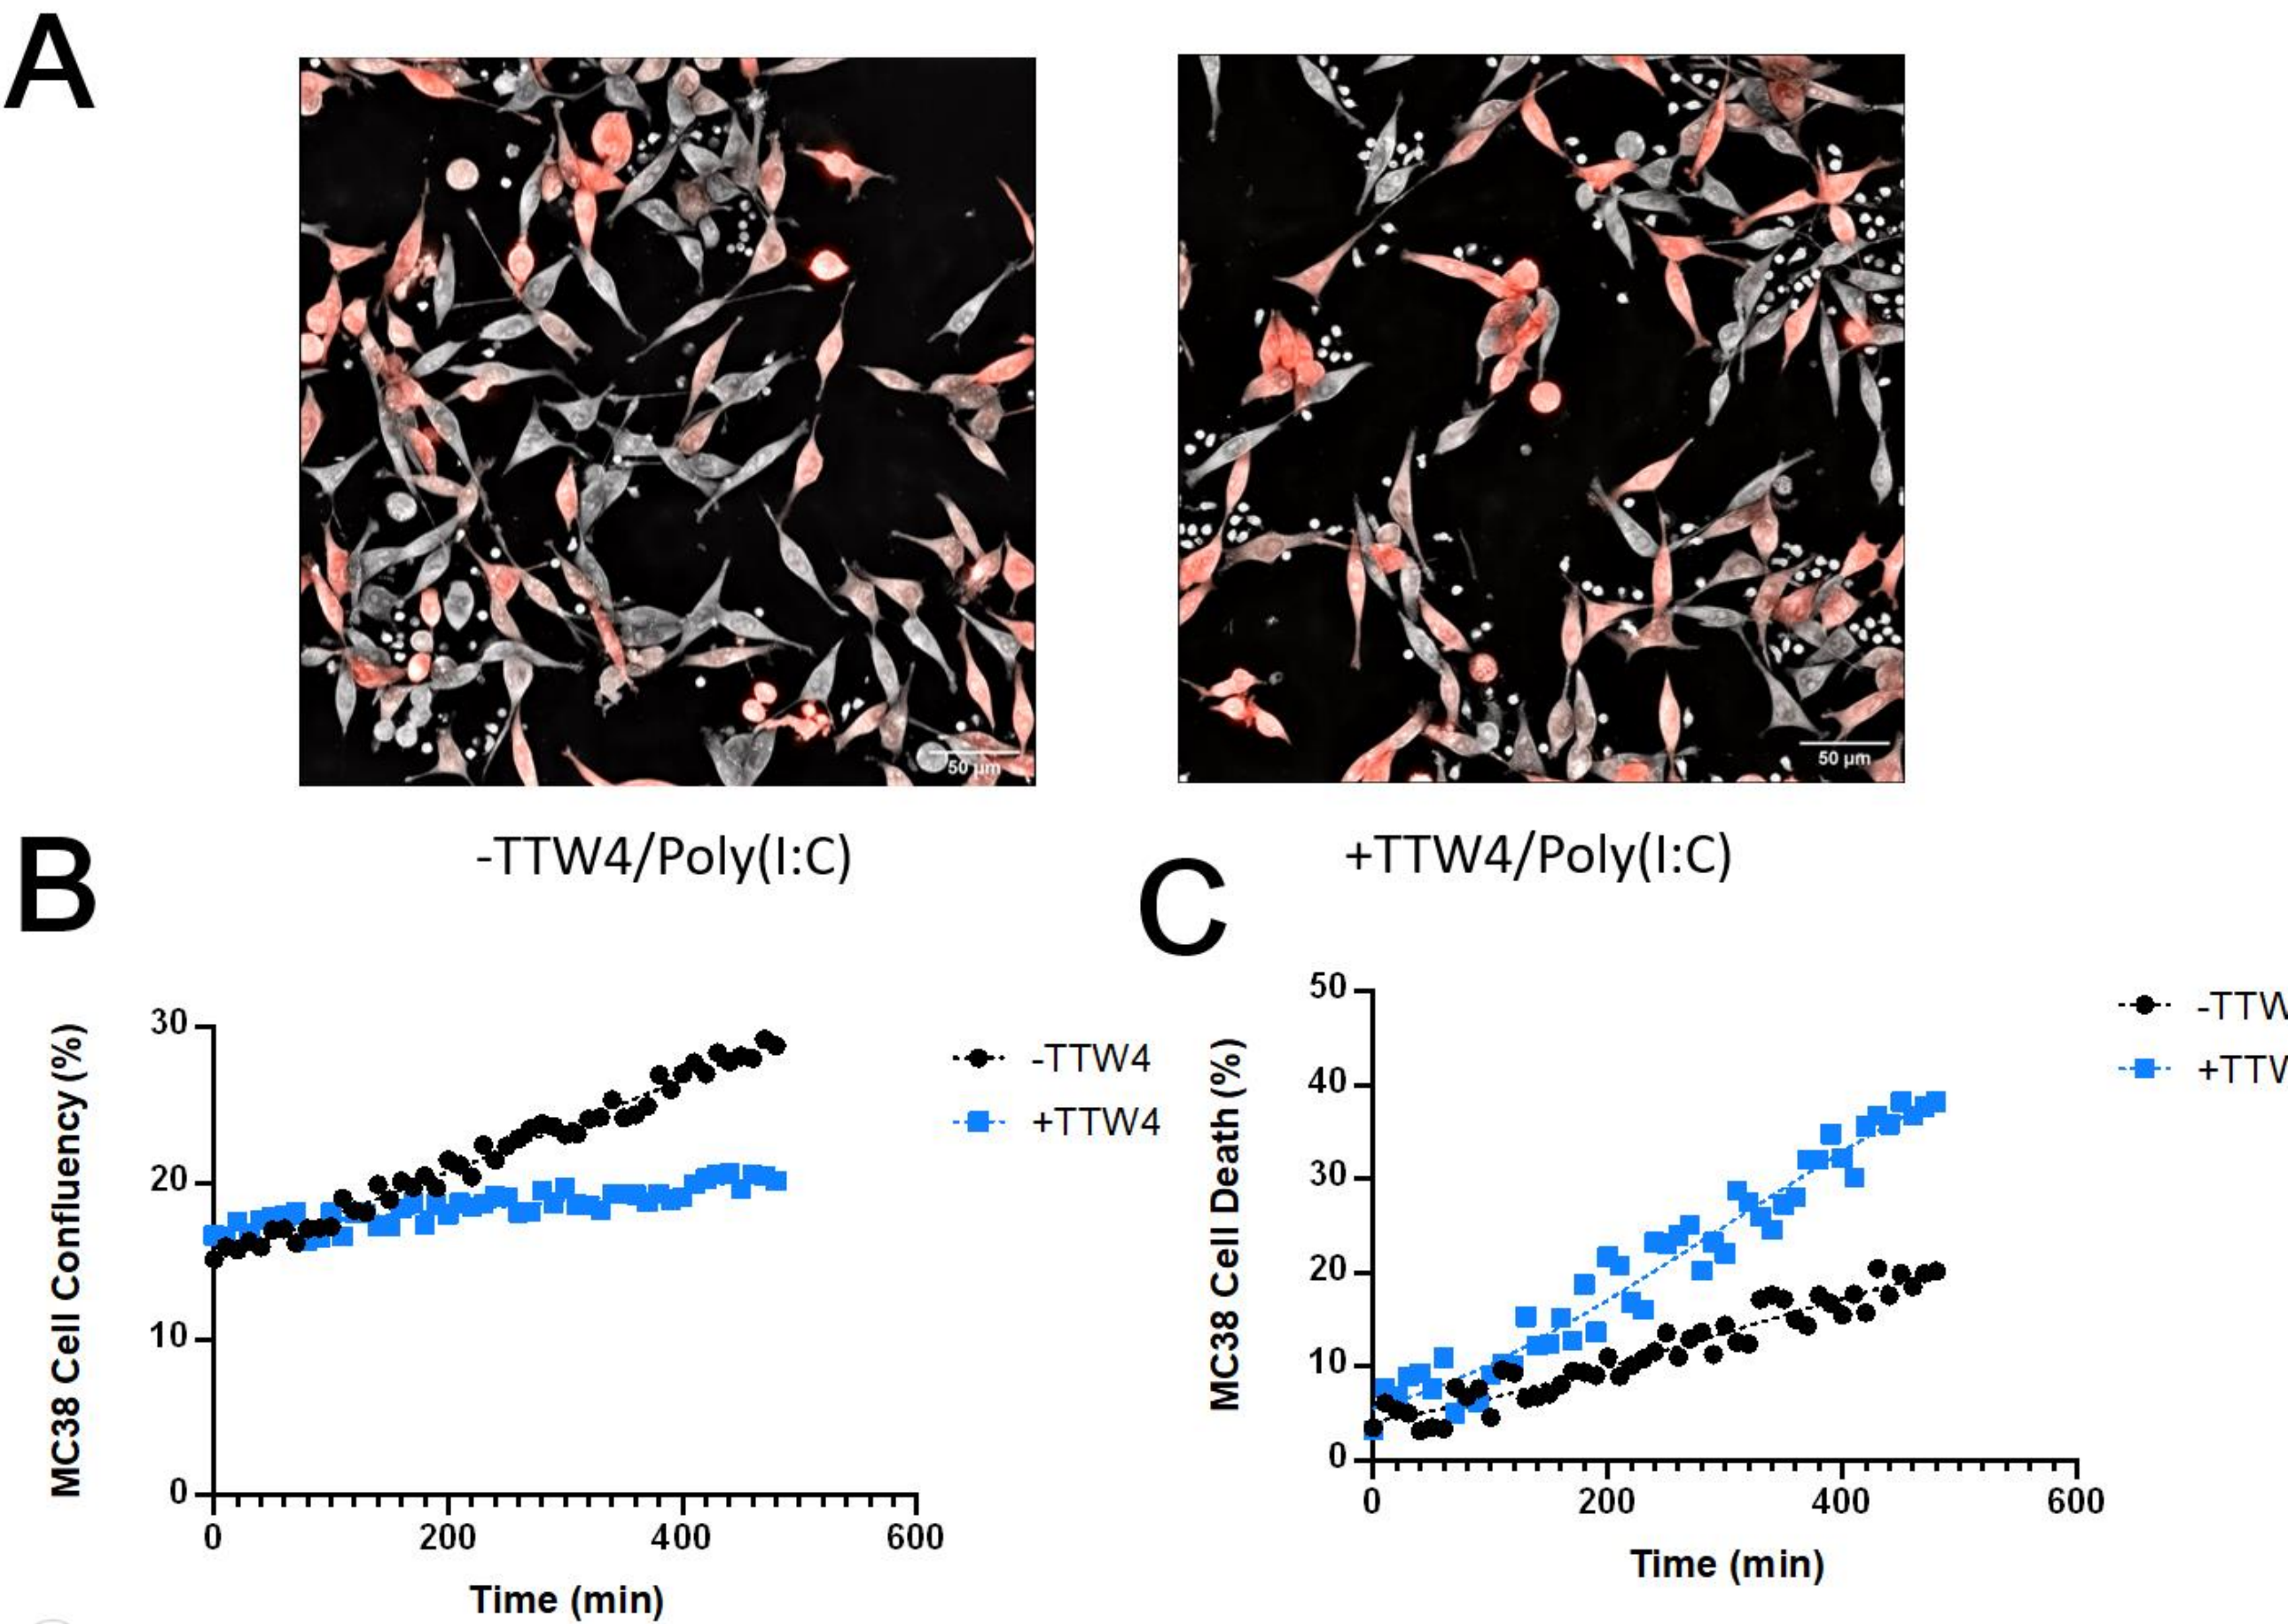 A
50 µm
50 µm
-TTW4/Poly(I:C)
+TTW4/Poly(I:C)
B
C
MC38 Cell Confluency (%)
30
20
10
0
0
200
400
600
Time (min)
-TTW4
+TTW4
MC38 Cell Death (%)
50
40
30
20
10
0
0
200
400
600
Time (min)
-TTW
+TTW